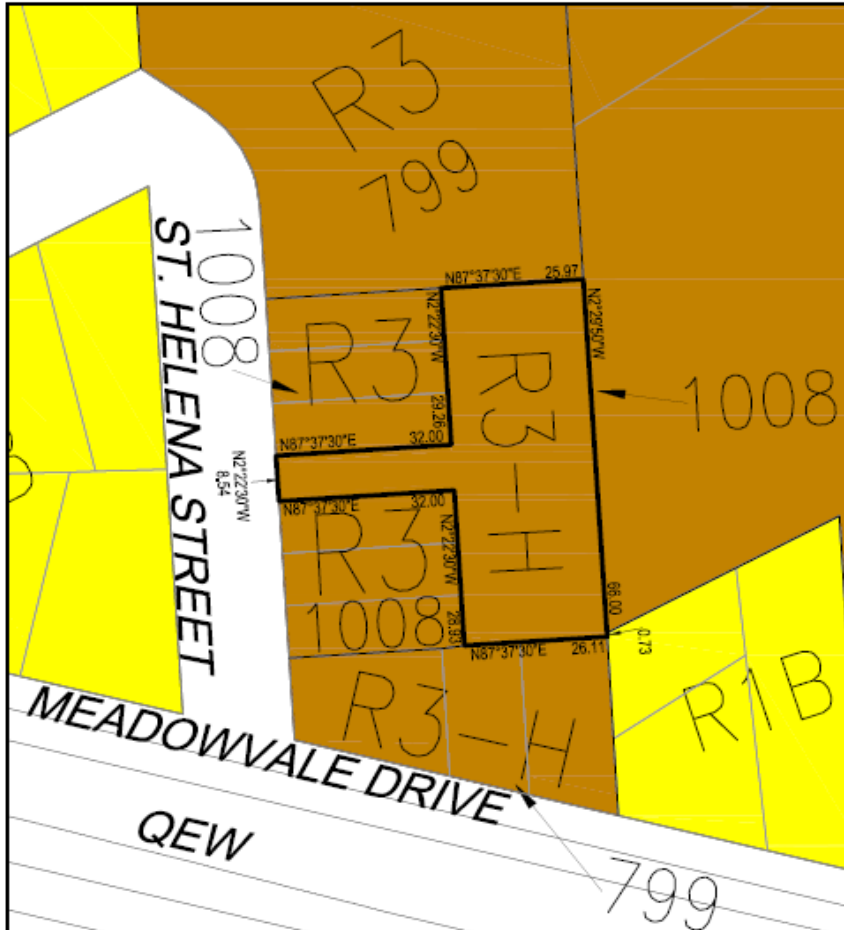 R3
799
1008
ST. HELENA STREET
N87°37'30"E 25.97
N2°22'30"W
29.26
N2°29'50"W
66.00
R3
R3-H
1008
N87°37'30"E 32.00
N2°22'30"W
8.54
N87°37'30"E 32.00
R3
1008
N2°22'30"W
28.93
N87°37'30"E 26.11
0.73
R3-H
R1B
MEADOWVALE DRIVE
QEW
799